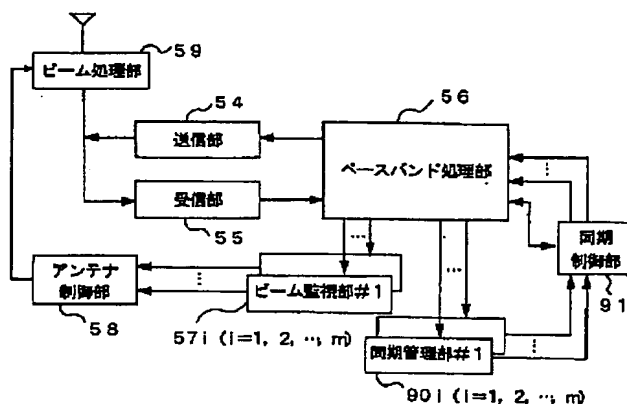 59
ビーム処理部
54
送信部
56
ベースバンド処理部
受信部
55
アンテナ
制御部
58
ビーム監視部#1
57i (i=1, 2, …, m)
同期
制御部
91
同期管理部#1
90i (i=1, 2, …, m)